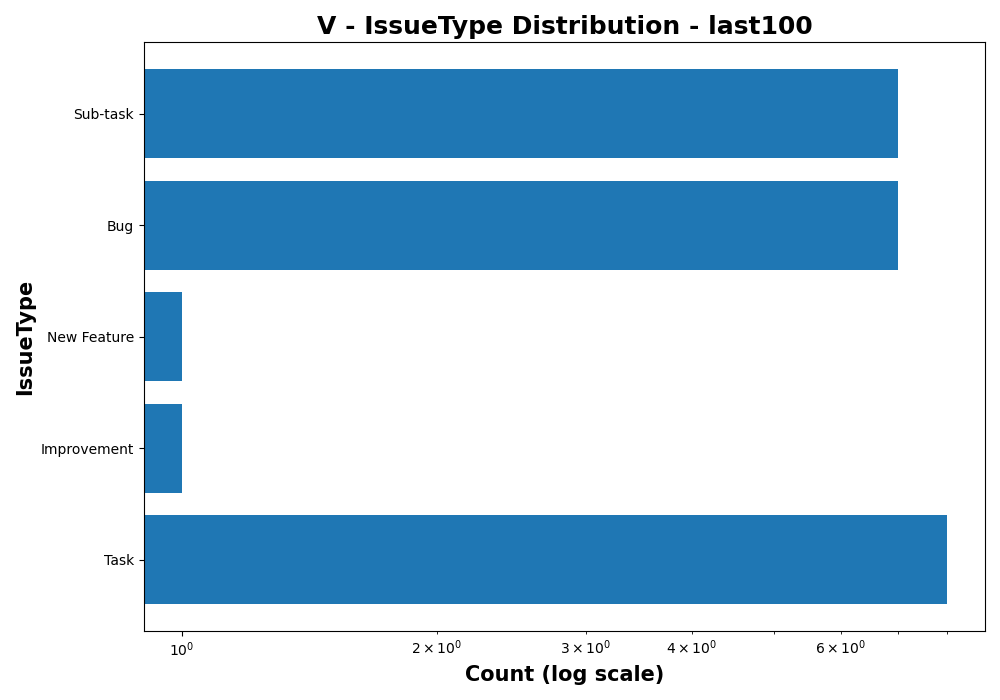 V - IssueType Distribution - last100
IssueType
Sub-task
Bug
New Feature
Improvement
Task
10⁰
2 × 10⁰
3 × 10⁰
4 × 10⁰
6 × 10⁰
Count (log scale)